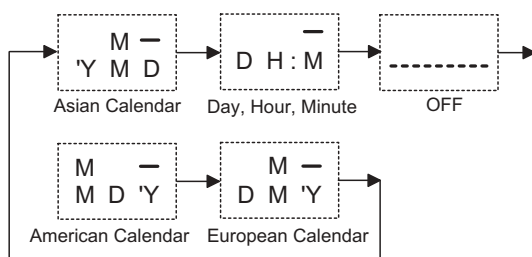 M —
'Y M D
Asian Calendar
—
D H : M
Day, Hour, Minute
---------
OFF
M —
M D 'Y
American Calendar
M —
D M 'Y
European Calendar